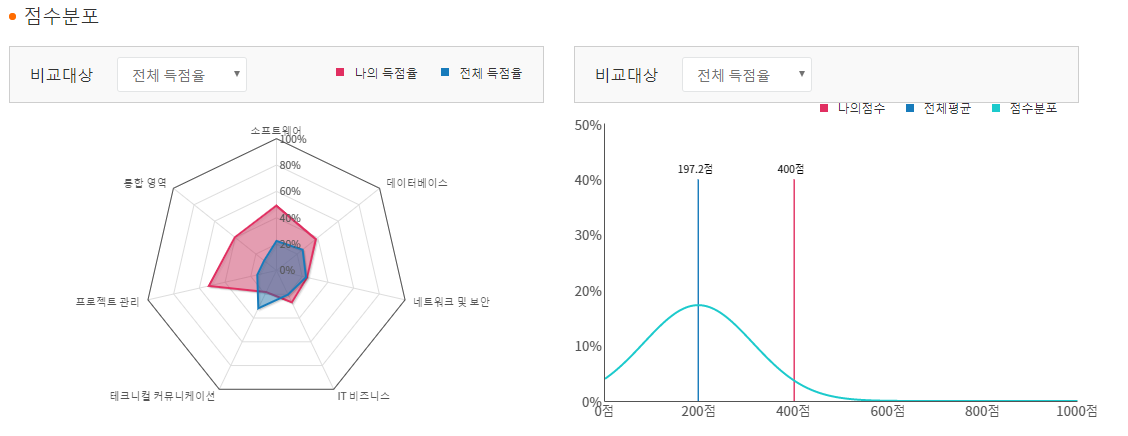 점수분포
비교대상
전체 득점율
나의 득점율
전체 득점율
소프트웨어
100%
80%
60%
40%
20%
0%
데이터베이스
네트워크 및 보안
IT 비즈니스
테크니컬 커뮤니케이션
프로젝트 관리
통합 영역
비교대상
전체 득점율
나의점수
전체평균
점수분포
50%
40%
30%
20%
10%
0%
197.2점
400점
0점
200점
400점
600점
800점
1000점